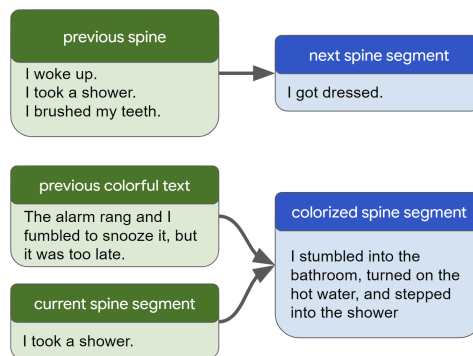 previous spine
I woke up.
I took a shower.
I brushed my teeth.
next spine segment
I got dressed.
previous colorful text
The alarm rang and I
fumbled to snooze it, but
it was too late.
current spine segment
I took a shower.
colorized spine segment
I stumbled into the
bathroom, turned on the
hot water, and stepped
into the shower